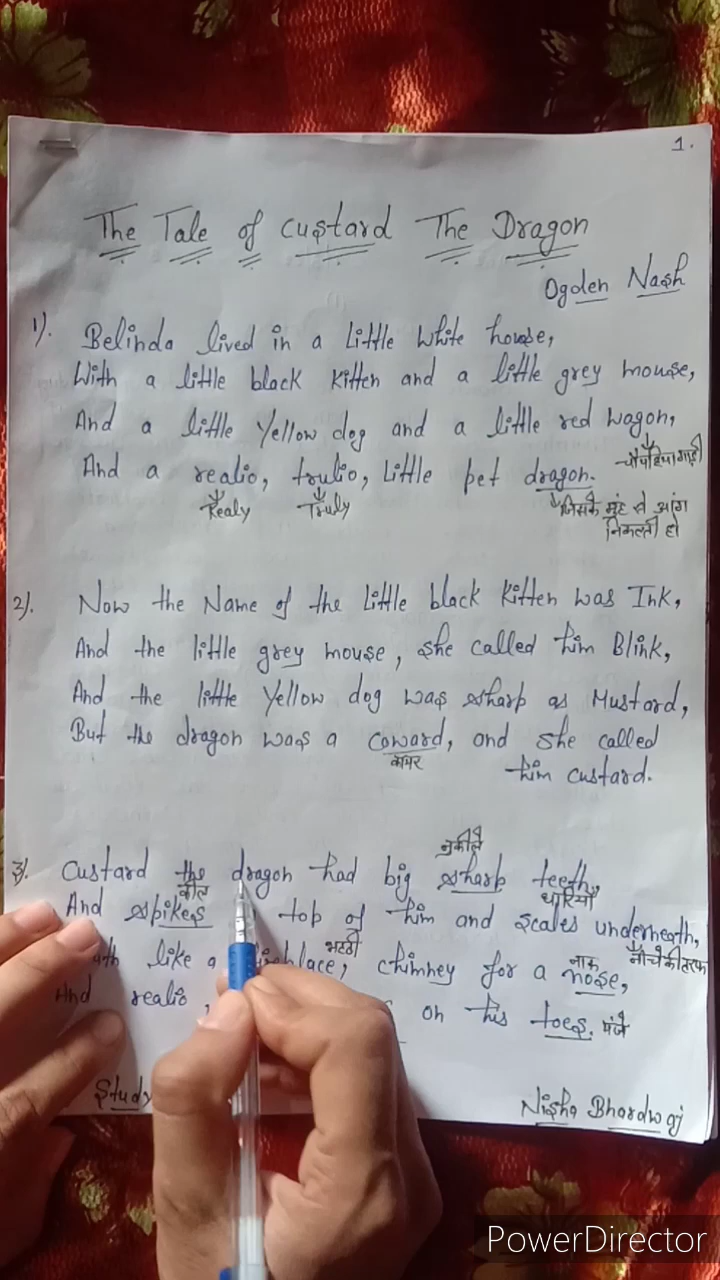 1.
The Tale of Custard The Dragon
Ogden Nash
1). Belinda lived in a Little White house,
With a little black Kitten and a little grey mouse,
And a little Yellow dog and a little red wagon,
चौपहिया गाड़ी
And a realio, trulio, Little pet dragon.
Realy Truly जिसके मुंह से आंग
निकलती हो
2). Now the Name of the Little black Kitten was Ink,
And the little grey mouse, she called him Blink,
And the little Yellow dog was sharp as Mustard,
But the dragon was a coward, and she called
कायर him custard.
नुकीले
3). Custard the dragon had big sharp teeth,
कील धारियाँ
And spikes top of him and scales underneath,
भट्टी नाक नीचे की तरफ
like a chimney for a nose,
And realio, on his toes. पंजे
Study
Nisha Bhardwaj
PowerDirector